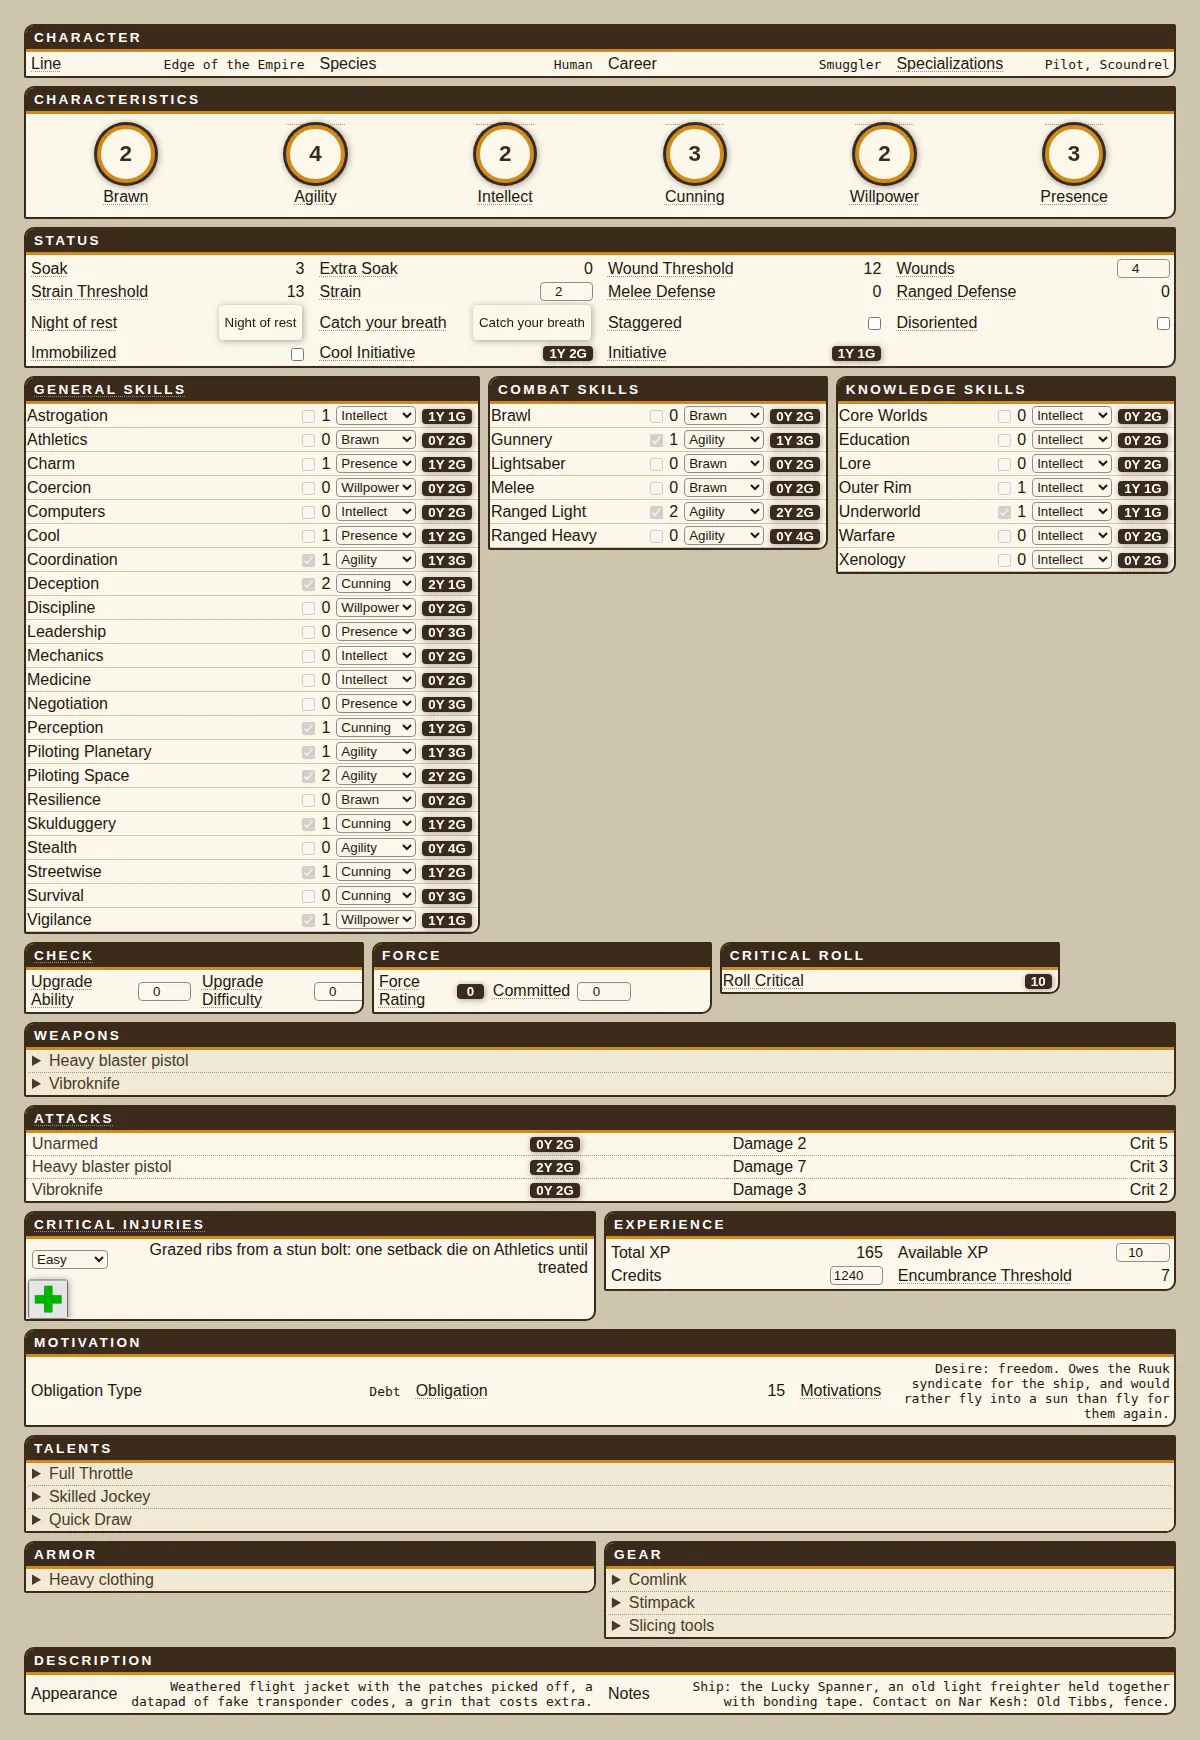 CHARACTER
Line Edge of the Empire Species Human Career Smuggler Specializations Pilot, Scoundrel
CHARACTERISTICS
2 4 2 3 2 3
Brawn Agility Intellect Cunning Willpower Presence
STATUS
Soak 3 Extra Soak 0 Wound Threshold 12 Wounds 4
Strain Threshold 13 Strain 2 Melee Defense 0 Ranged Defense 0
Night of rest Night of rest Catch your breath Catch your breath Staggered Disoriented
Immobilized Cool Initiative 1Y 2G Initiative 1Y 1G
GENERAL SKILLS
Astrogation 1 Intellect 1Y 1G
Athletics 0 Brawn 0Y 2G
Charm 1 Presence 1Y 2G
Coercion 0 Willpower 0Y 2G
Computers 0 Intellect 0Y 2G
Cool 1 Presence 1Y 2G
Coordination 1 Agility 1Y 3G
Deception 2 Cunning 2Y 1G
Discipline 0 Willpower 0Y 2G
Leadership 0 Presence 0Y 3G
Mechanics 0 Intellect 0Y 2G
Medicine 0 Intellect 0Y 2G
Negotiation 0 Presence 0Y 3G
Perception 1 Cunning 1Y 2G
Piloting Planetary 1 Agility 1Y 3G
Piloting Space 2 Agility 2Y 2G
Resilience 0 Brawn 0Y 2G
Skulduggery 1 Cunning 1Y 2G
Stealth 0 Agility 0Y 4G
Streetwise 1 Cunning 1Y 2G
Survival 0 Cunning 0Y 3G
Vigilance 1 Willpower 1Y 1G
COMBAT SKILLS
Brawl 0 Brawn 0Y 2G
Gunnery 1 Agility 1Y 3G
Lightsaber 0 Brawn 0Y 2G
Melee 0 Brawn 0Y 2G
Ranged Light 2 Agility 2Y 2G
Ranged Heavy 0 Agility 0Y 4G
KNOWLEDGE SKILLS
Core Worlds 0 Intellect 0Y 2G
Education 0 Intellect 0Y 2G
Lore 0 Intellect 0Y 2G
Outer Rim 1 Intellect 1Y 1G
Underworld 1 Intellect 1Y 1G
Warfare 0 Intellect 0Y 2G
Xenology 0 Intellect 0Y 2G
CHECK
Upgrade Ability 0 Upgrade Difficulty 0
FORCE
Force Rating 0 Committed 0
CRITICAL ROLL
Roll Critical 10
WEAPONS
Heavy blaster pistol
Vibroknife
ATTACKS
Unarmed 0Y 2G Damage 2 Crit 5
Heavy blaster pistol 2Y 2G Damage 7 Crit 3
Vibroknife 0Y 2G Damage 3 Crit 2
CRITICAL INJURIES
Easy Grazed ribs from a stun bolt: one setback die on Athletics until
treated
EXPERIENCE
Total XP 165 Available XP 10
Credits 1240 Encumbrance Threshold 7
MOTIVATION
Obligation Type Debt Obligation 15 Motivations Desire: freedom. Owes the Ruuk
syndicate for the ship, and would
rather fly into a sun than fly for
them again.
TALENTS
Full Throttle
Skilled Jockey
Quick Draw
ARMOR
Heavy clothing
GEAR
Comlink
Stimpack
Slicing tools
DESCRIPTION
Appearance Weathered flight jacket with the patches picked off, a
datapad of fake transponder codes, a grin that costs extra.
Notes Ship: the Lucky Spanner, an old light freighter held together
with bonding tape. Contact on Nar Kesh: Old Tibbs, fence.